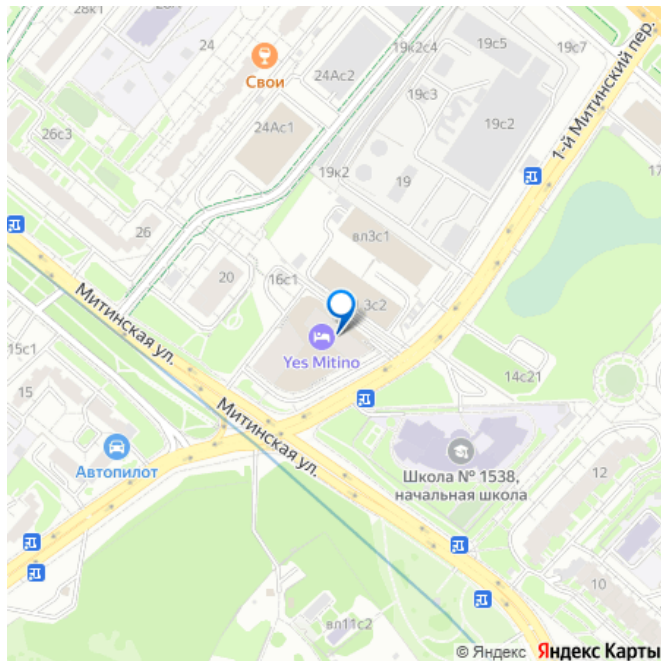 28к1
24
19к2с4
19с5
19с7
1-й Митинский пер.
Свои
24Ас2
19с3
26с3
24Ас1
19с2
19к2
19
17
26
вл3с1
20
16с1
3с2
Митинская ул.
15с1
Yes Mitino
14с21
15
Митинская ул.
Автопилот
Школа № 1538,
начальная школа
12
10
вл11с2
© Яндекс Яндекс Карты